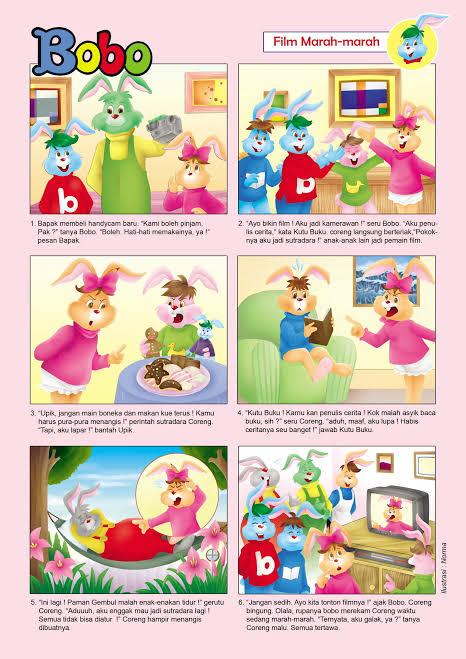 Bobo
Film Marah-marah
b
1. Bapak membeli handycam baru. "Kami boleh pinjam,
Pak ?" tanya Bobo. "Boleh. Hati-hati memakainya, ya !"
pesan Bapak.
b
2. "Ayo bikin film ! Aku jadi kamerawan !" seru Bobo. "Aku penu-
lis cerita," kata Kutu Buku. coreng langsung berteriak,"Pokok-
nya aku jadi sutradara !" anak-anak lain jadi pemain film.
3. "Upik, jangan main boneka dan makan kue terus ! Kamu
harus pura-pura menangis !" perintah sutradara Coreng.
"Tapi, aku lapar !" bantah Upik.
4. "Kutu Buku ! Kamu kan penulis cerita ! Kok malah asyik baca
buku, sih ?" seru Coreng. "aduh, maaf, aku lupa ! Habis
ceritanya seu banget !" jawab Kutu Buku.
b
5. "Ini lagi ! Paman Gembul malah enak-enakan tidur !" gerutu
Coreng. "Aduuuh, aku enggak mau jadi sutradara lagi !
Semua tidak bisa diatur !" Coreng hampir menangis
dibuatnya.
6. "Jangan sedih. Ayo kita tonton filmnya !" ajak Bobo. Coreng
bingung. Olala, rupanya bobo merekam Coreng waktu
sedang marah-marah. "Ternyata, aku galak, ya ?" tanya
Coreng malu. Semua tertawa.
Ilustrasi : Norma